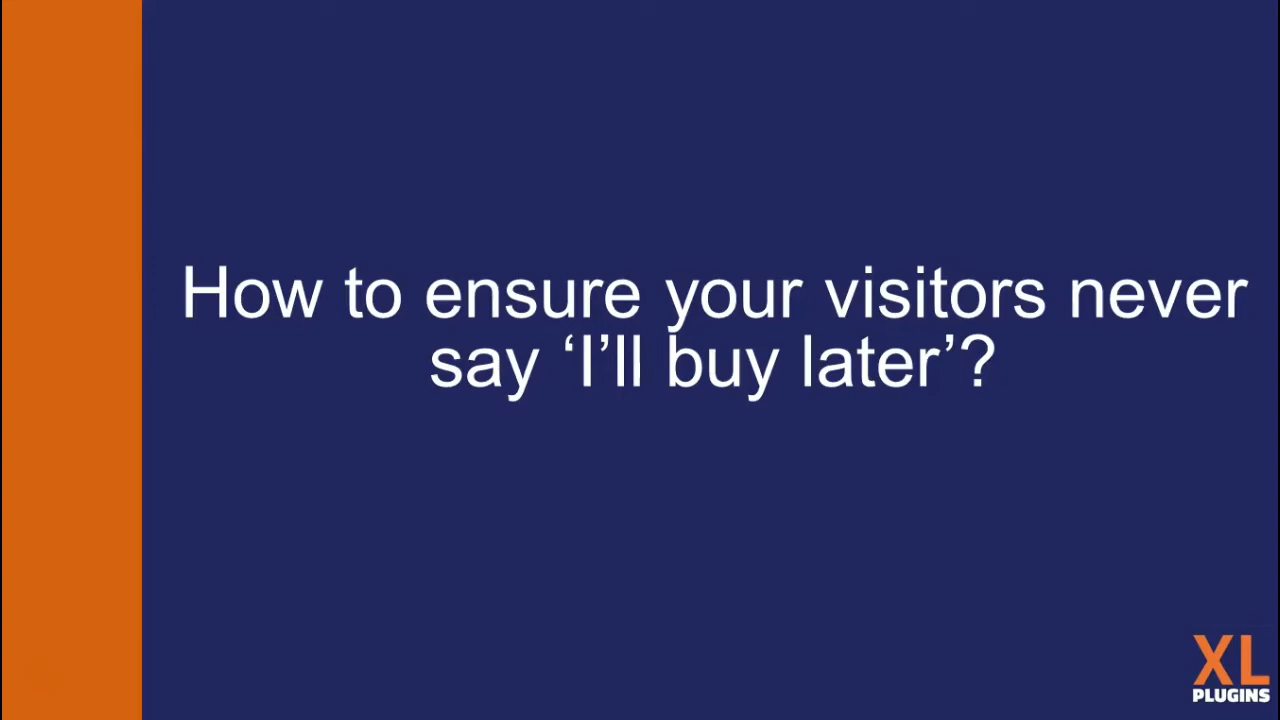 How to ensure your visitors never
say ‘I’ll buy later’?
XL
PLUGINS